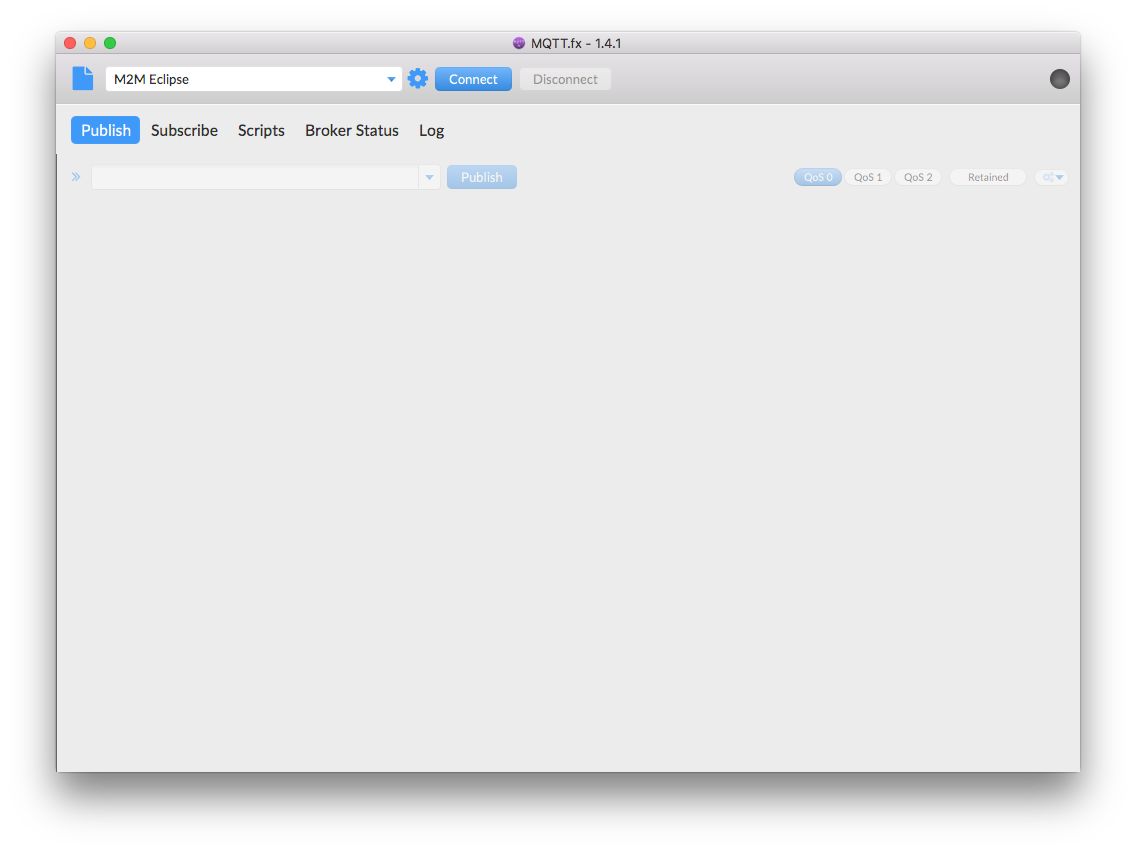 MQTT.fx - 1.4.1
M2M Eclipse Connect Disconnect
Publish Subscribe Scripts Broker Status Log
Publish QoS 0 QoS 1 QoS 2 Retained